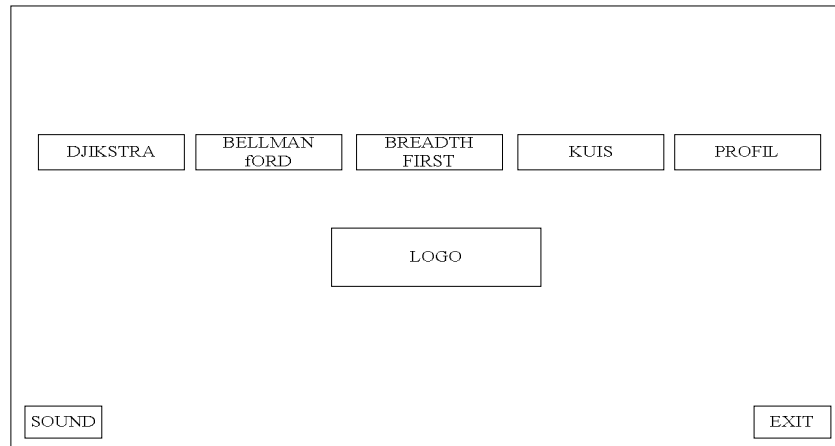 DJIKSTRA
BELLMAN
fORD
BREADTH
FIRST
KUIS
PROFIL
LOGO
SOUND
EXIT